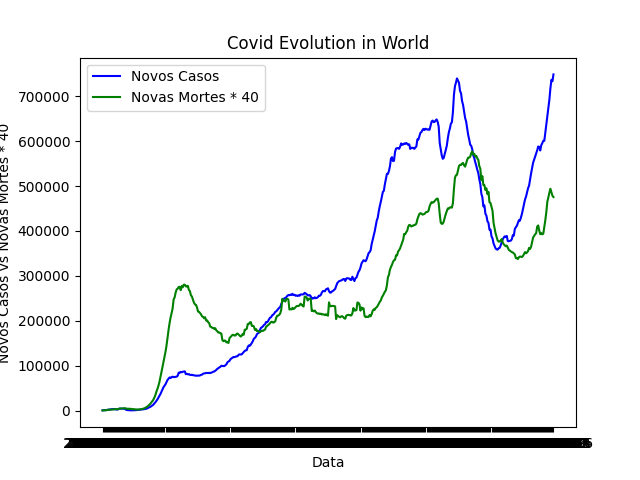 Covid Evolution in World
Novos Casos
Novas Mortes * 40
Novos Casos Vs Novas Mortes * 40
700000
600000
500000
400000
300000
200000
100000
0
Data